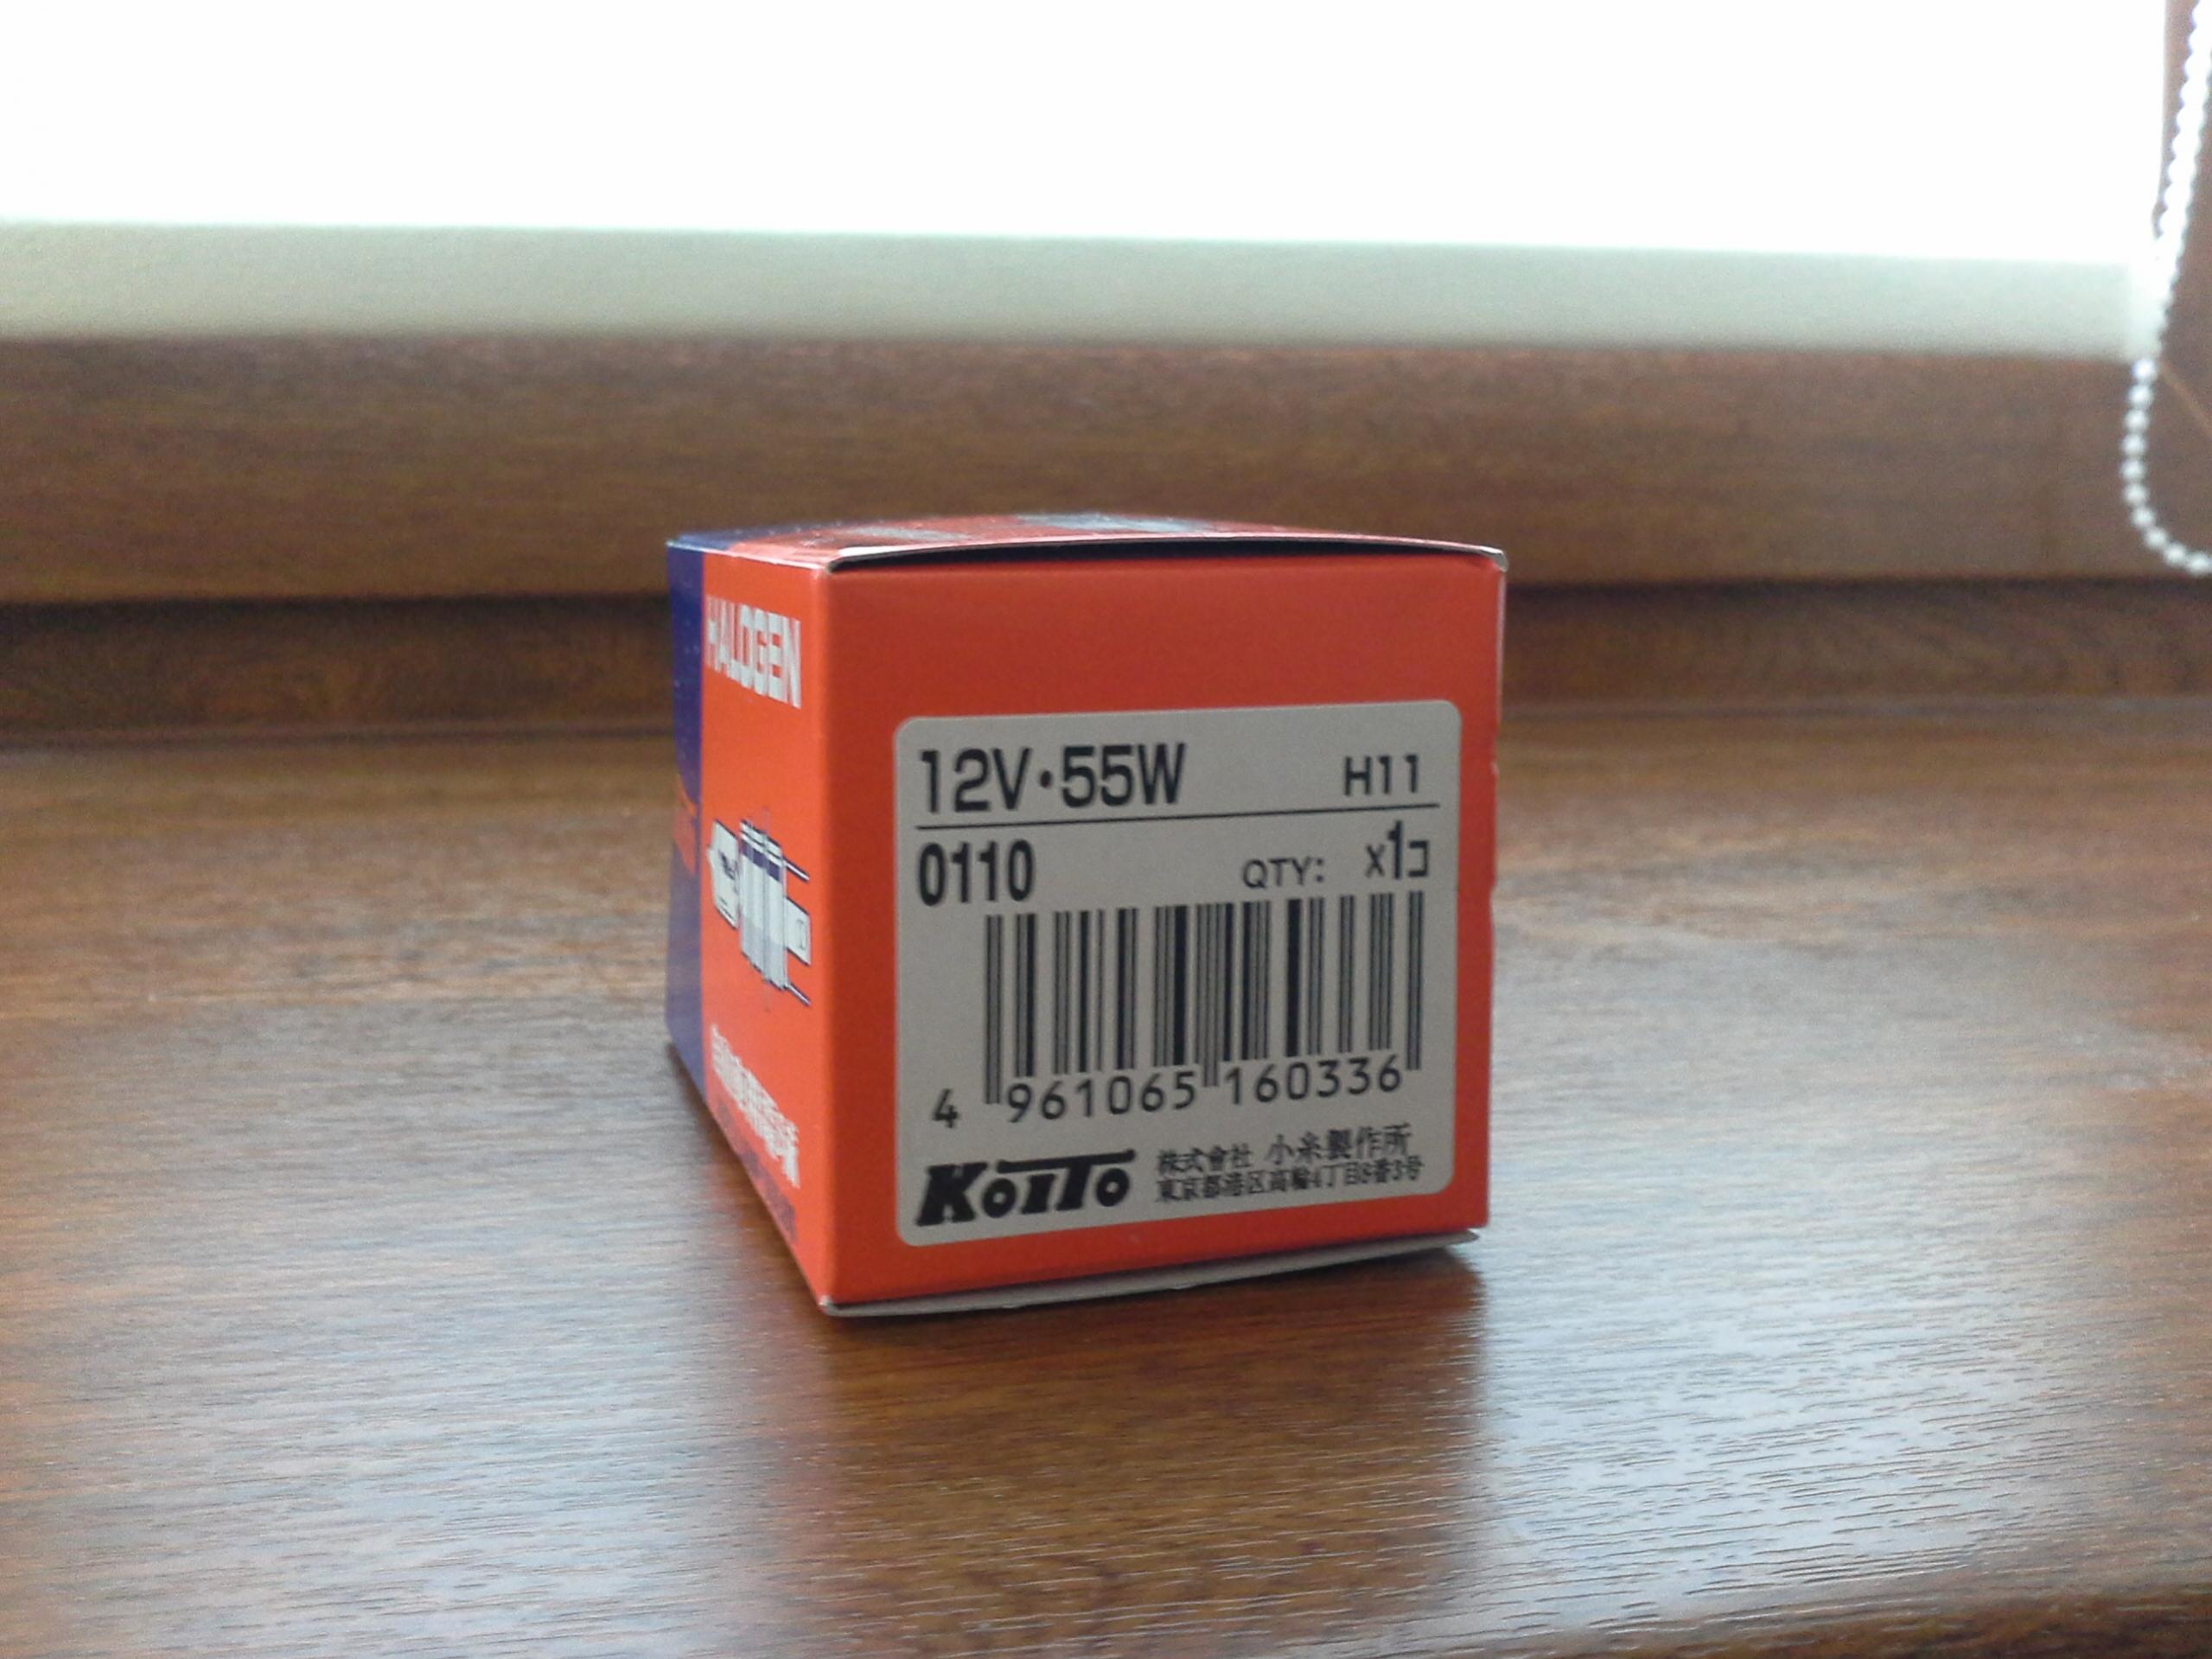 HALOGEN
12V・55W H11
0110 QTY: x1コ
4 961065 160336
KOITO 株式會社 小糸製作所
東京都港区高輪4丁目8番3号